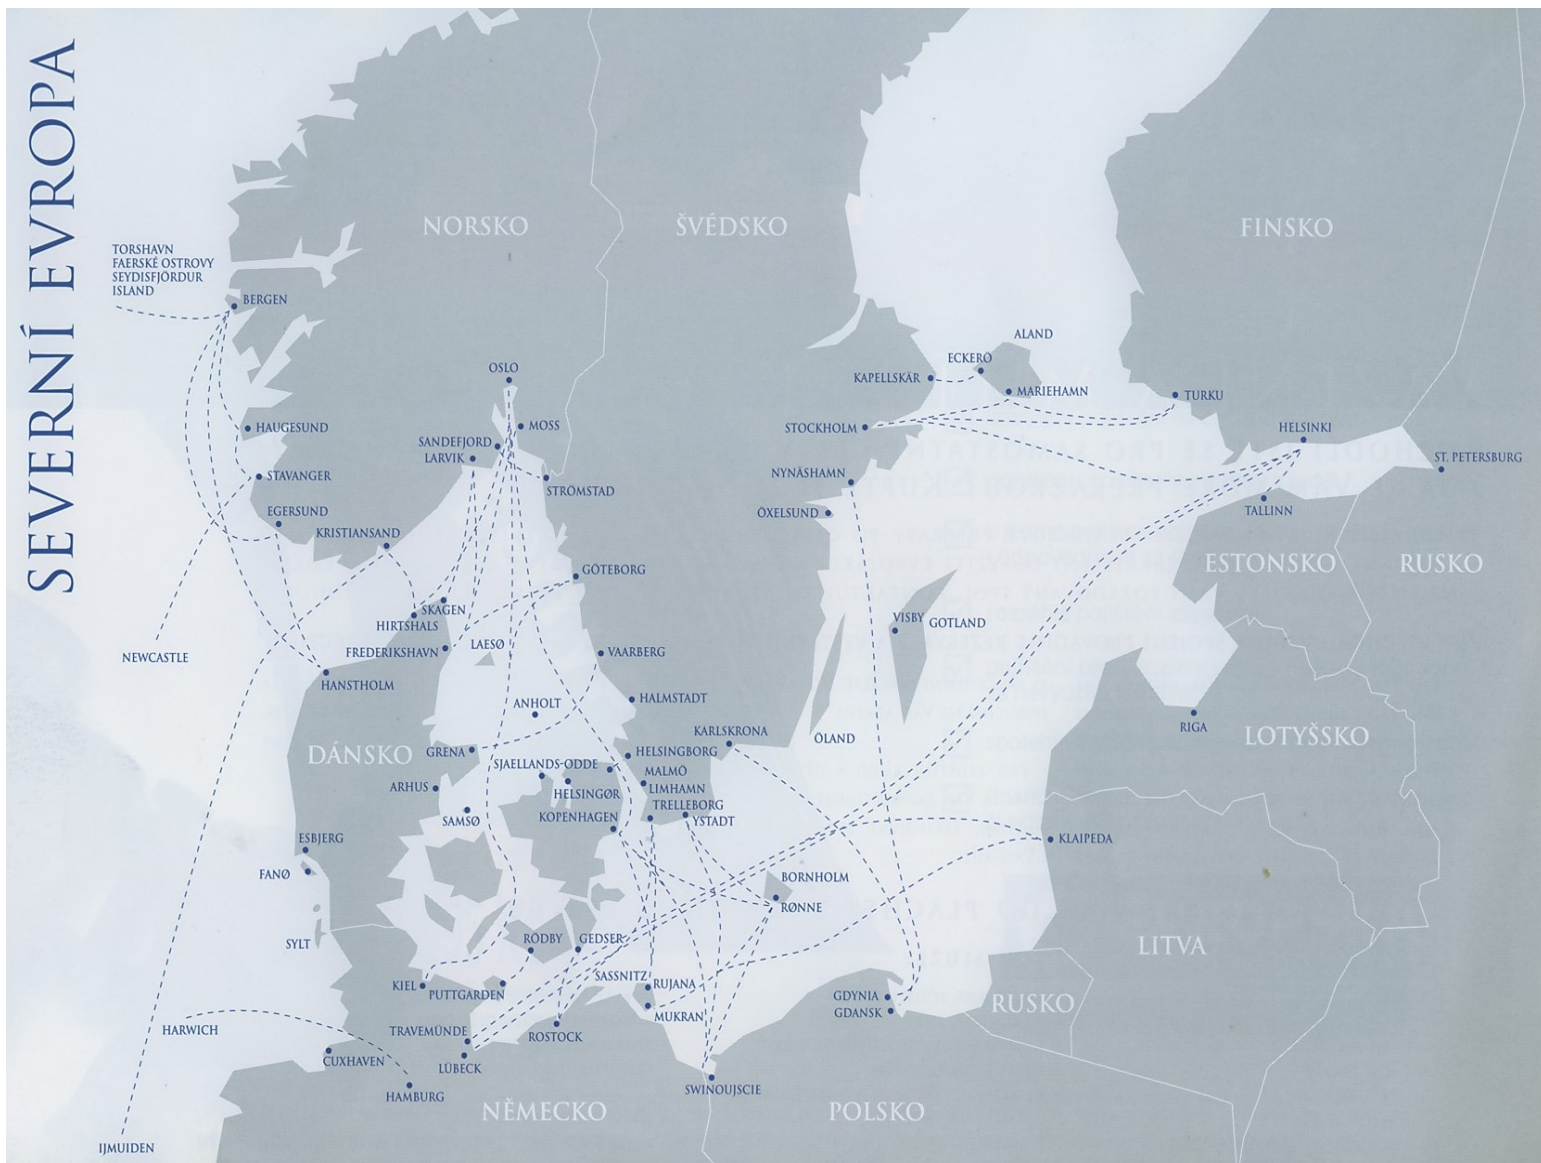 SEVERNÍ EVROPA
NORSKO
ŠVÉDSKO
FINSKO
TORSHAVN
FAERSKÉ OSTROVY
SEYDISFJÖRDUR
ISLAND
BERGEN
ALAND
ECKERÖ
OSLO
KAPELLSKÄR
MARIEHAMN
TURKU
HAUGESUND
MOSS
STOCKHOLM
HELSINKI
SANDEFJORD
LARVIK
ST. PETERSBURG
STAVANGER
NYNÄSHAMN
STRÖMSTAD
EGERSUND
ÖXELSUND
TALLINN
KRISTIANSAND
ESTONSKO
RUSKO
GÖTEBORG
SKAGEN
HIRTSHALS
VISBY
GOTLAND
LAESØ
FREDERIKSHAVN
VAARBERG
NEWCASTLE
HANSTHOLM
HALMSTADT
ANHOLT
KARLSKRONA
RIGA
ÖLAND
LOTYŠSKO
DÁNSKO
GRENA
HELSINGBORG
SJAELLANDS-ODDE
MALMÖ
ARHUS
HELSINGØR
LIMHAMN
TRELLEBORG
SAMSØ
KOPENHAGEN
YSTADT
ESBJERG
KLAIPEDA
FANØ
BORNHOLM
RØNNE
SYLT
RÖDBY
GEDSER
LITVA
SASSNITZ
RUJANA
KIEL
PUTTGARDEN
GDYNIA
RUSKO
GDANSK
MUKRAN
HARWICH
TRAVEMÜNDE
ROSTOCK
CUXHAVEN
LÜBECK
SWINOUJSCIE
HAMBURG
NĚMECKO
POLSKO
IJMUIDEN